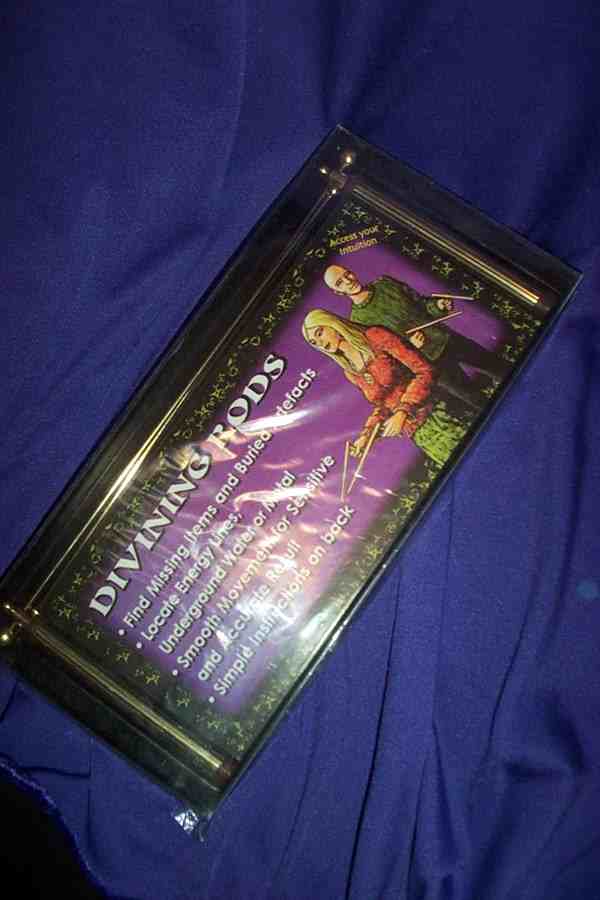 Access your
Intuition
DIVINING RODS
• Find Missing Items and Buried Artefacts
• Locate Energy Lines,
Underground Water or Metal
• Smooth Movement for Sensitive
and Accurate Result
• Simple Instructions on back